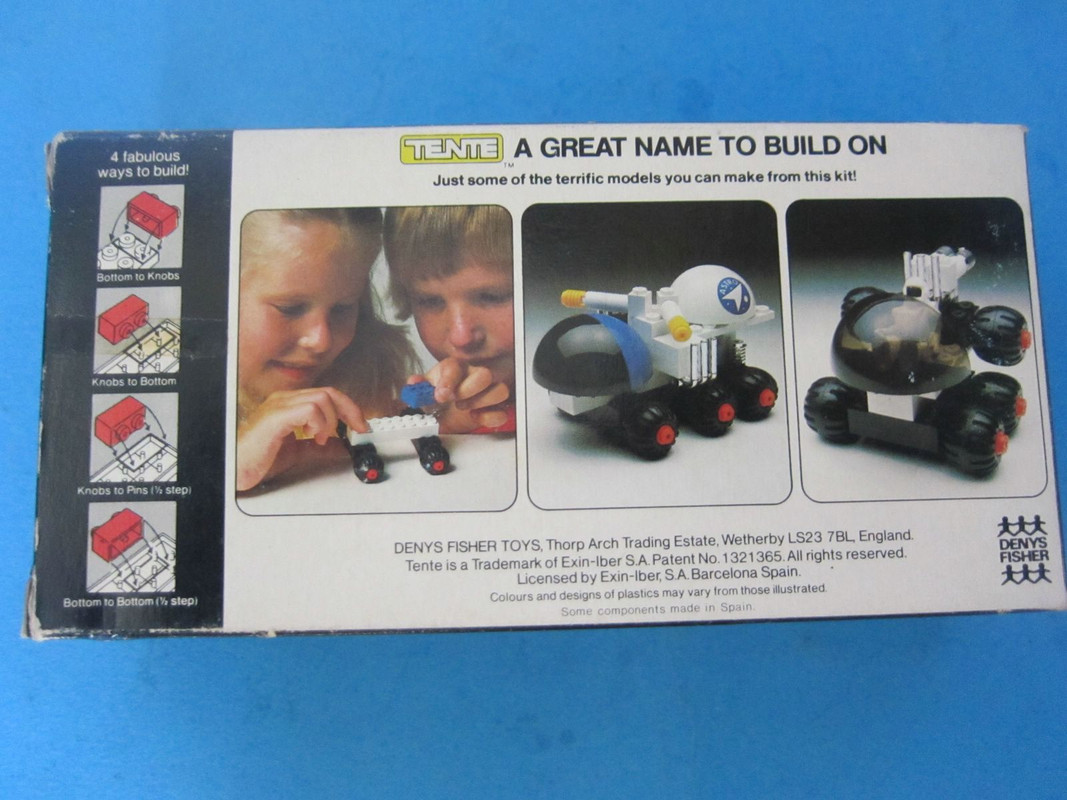 4 fabulous
ways to build!
Bottom to Knobs
Knobs to Bottom
Knobs to Pins (½ step)
Bottom to Bottom (½ step)
TENTE™ A GREAT NAME TO BUILD ON
Just some of the terrific models you can make from this kit!
DENYS FISHER TOYS, Thorp Arch Trading Estate, Wetherby LS23 7BL, England.
Tente is a Trademark of Exin-Iber S.A. Patent No. 1321365. All rights reserved.
Licensed by Exin-Iber, S.A. Barcelona Spain.
Colours and designs of plastics may vary from those illustrated.
Some components made in Spain.
DENYS
FISHER